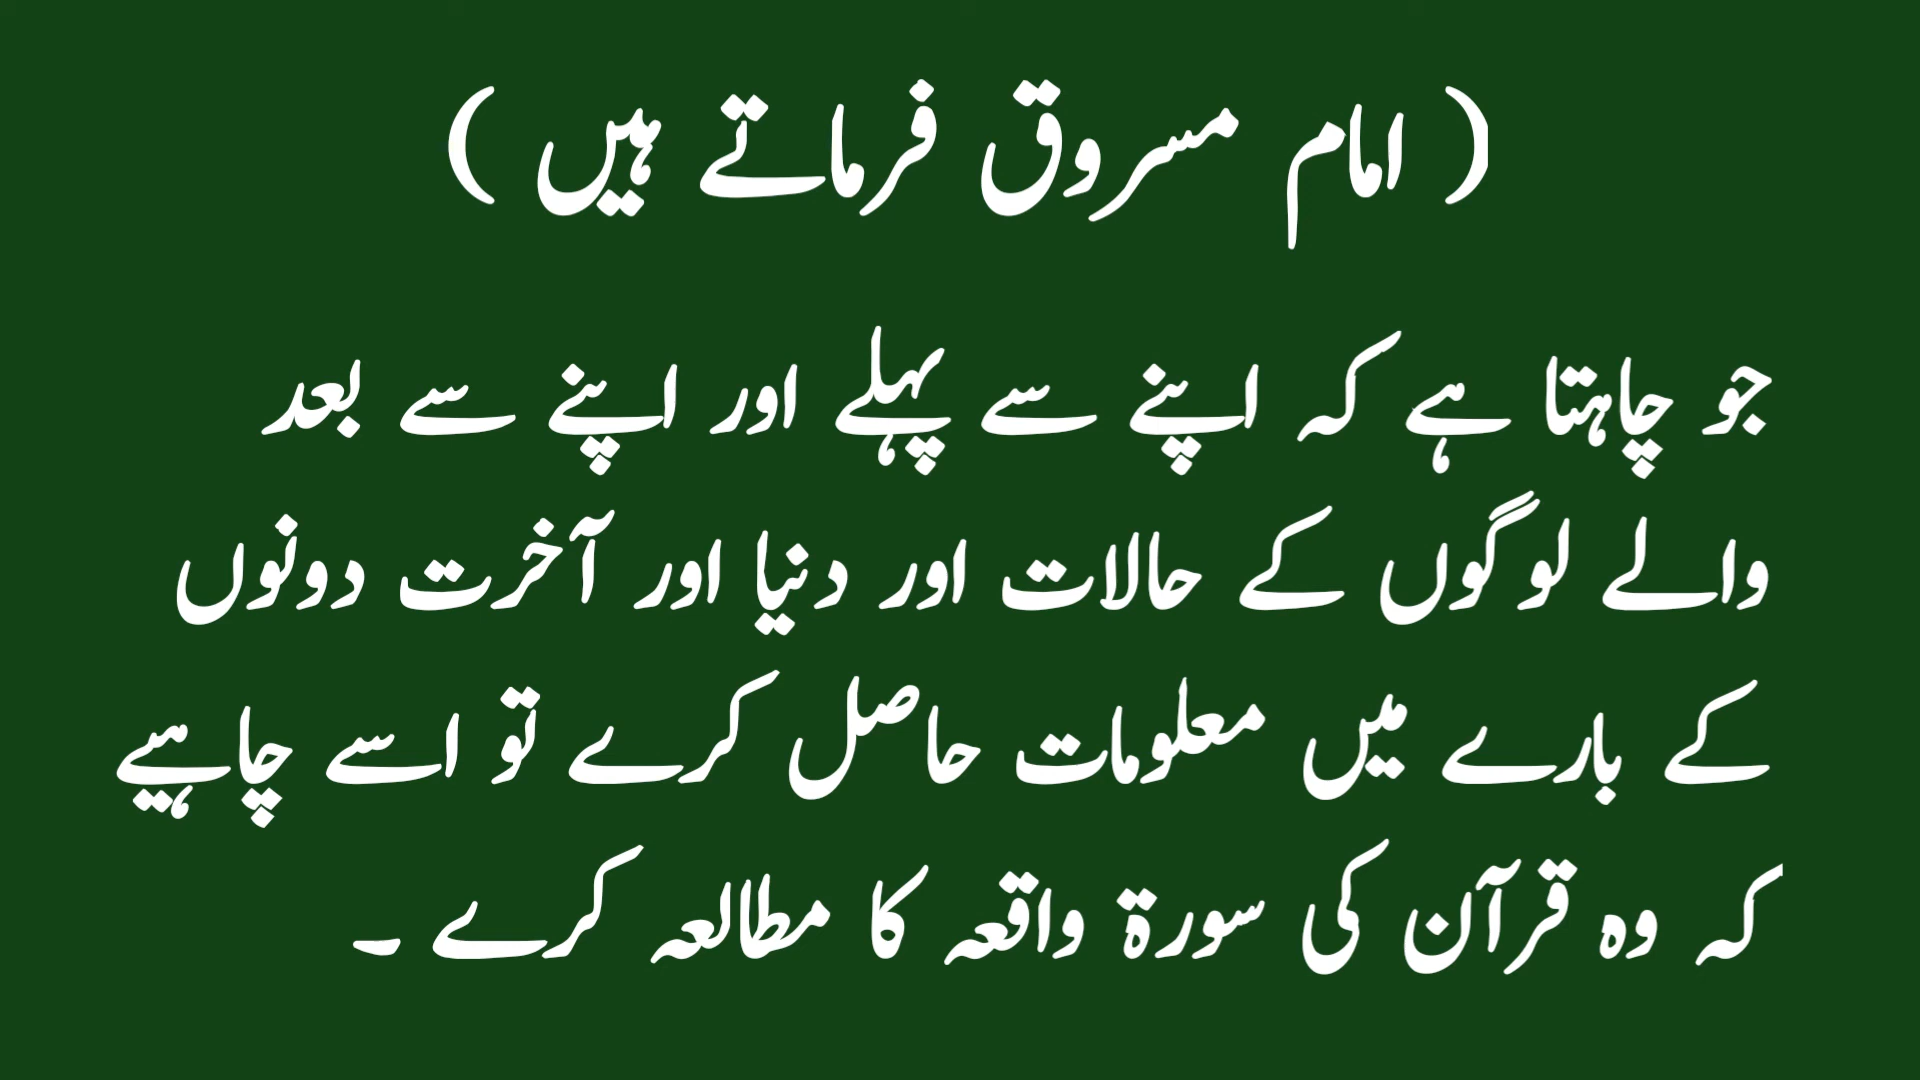 ( امام مسروق فرماتے ہیں )
جو چاہتا ہے کہ اپنے سے پہلے اور اپنے سے بعد
والے لوگوں کے حالات اور دنیا اور آخرت دونوں
کے بارے میں معلومات حاصل کرے تو اسے چاہیے
کہ وہ قرآن کی سورۃ واقعہ کا مطالعہ کرے ۔